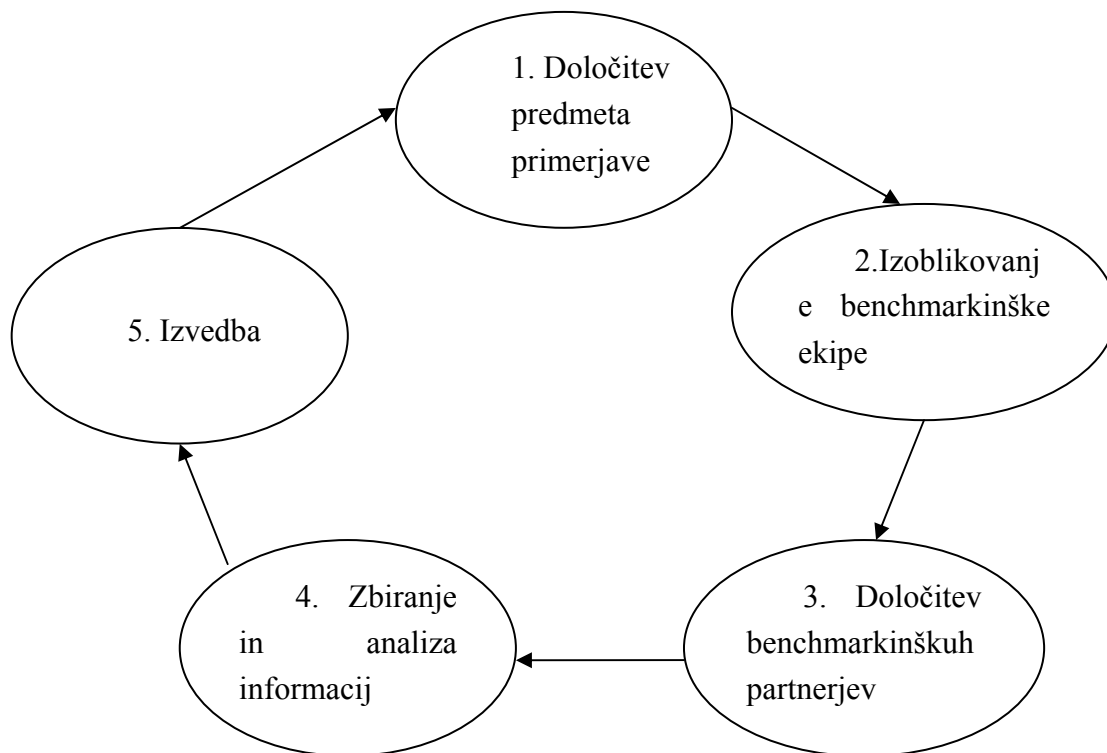 1. Določitev
predmeta
primerjave
2.Izoblikovanj
e benchmarkinške
ekipe
3. Določitev
benchmarkinškuh
partnerjev
4. Zbiranje
in analiza
informacij
5. Izvedba